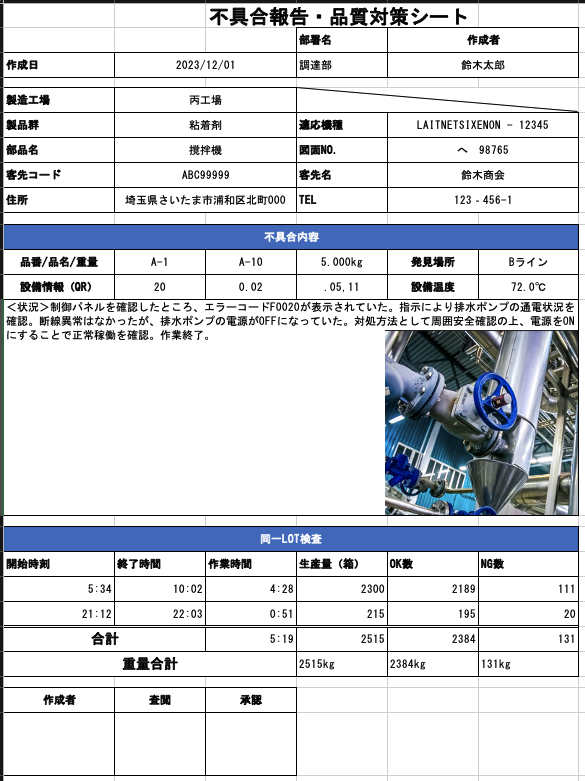 不具合報告・品質対策シート
部署名 作成者
作成日 2023/12/01 調達部 鈴木太郎
製造工場 丙工場
製品群 粘着剤 適応機種 LAITNETSIXENON - 12345
部品名 撹拌機 図面NO. へ 98765
客先コード ABC99999 客先名 鈴木商会
住所 埼玉県さいたま市浦和区北町000 TEL 123 - 456-1
不具合内容
品番/品名/重量 A-1 A-10 5.000kg 発見場所 Bライン
設備情報 (QR) 20 0.02 .05,11 設備温度 72.0℃
＜状況＞制御パネルを確認したところ、エラーコードF0020が表示されていた。指示により排水ポンプの通電状況を
確認。断線異常はなかったが、排水ポンプの電源がOFFになっていた。対処方法として周囲安全確認の上、電源をON
にすることで正常稼働を確認。作業終了。
同一LOT検査
開始時刻 終了時間 作業時間 生産量（箱） OK数 NG数
5:34 10:02 4:28 2300 2189 111
21:12 22:03 0:51 215 195 20
合計 5:19 2515 2384 131
重量合計 2515kg 2384kg 131kg
作成者 査閲 承認